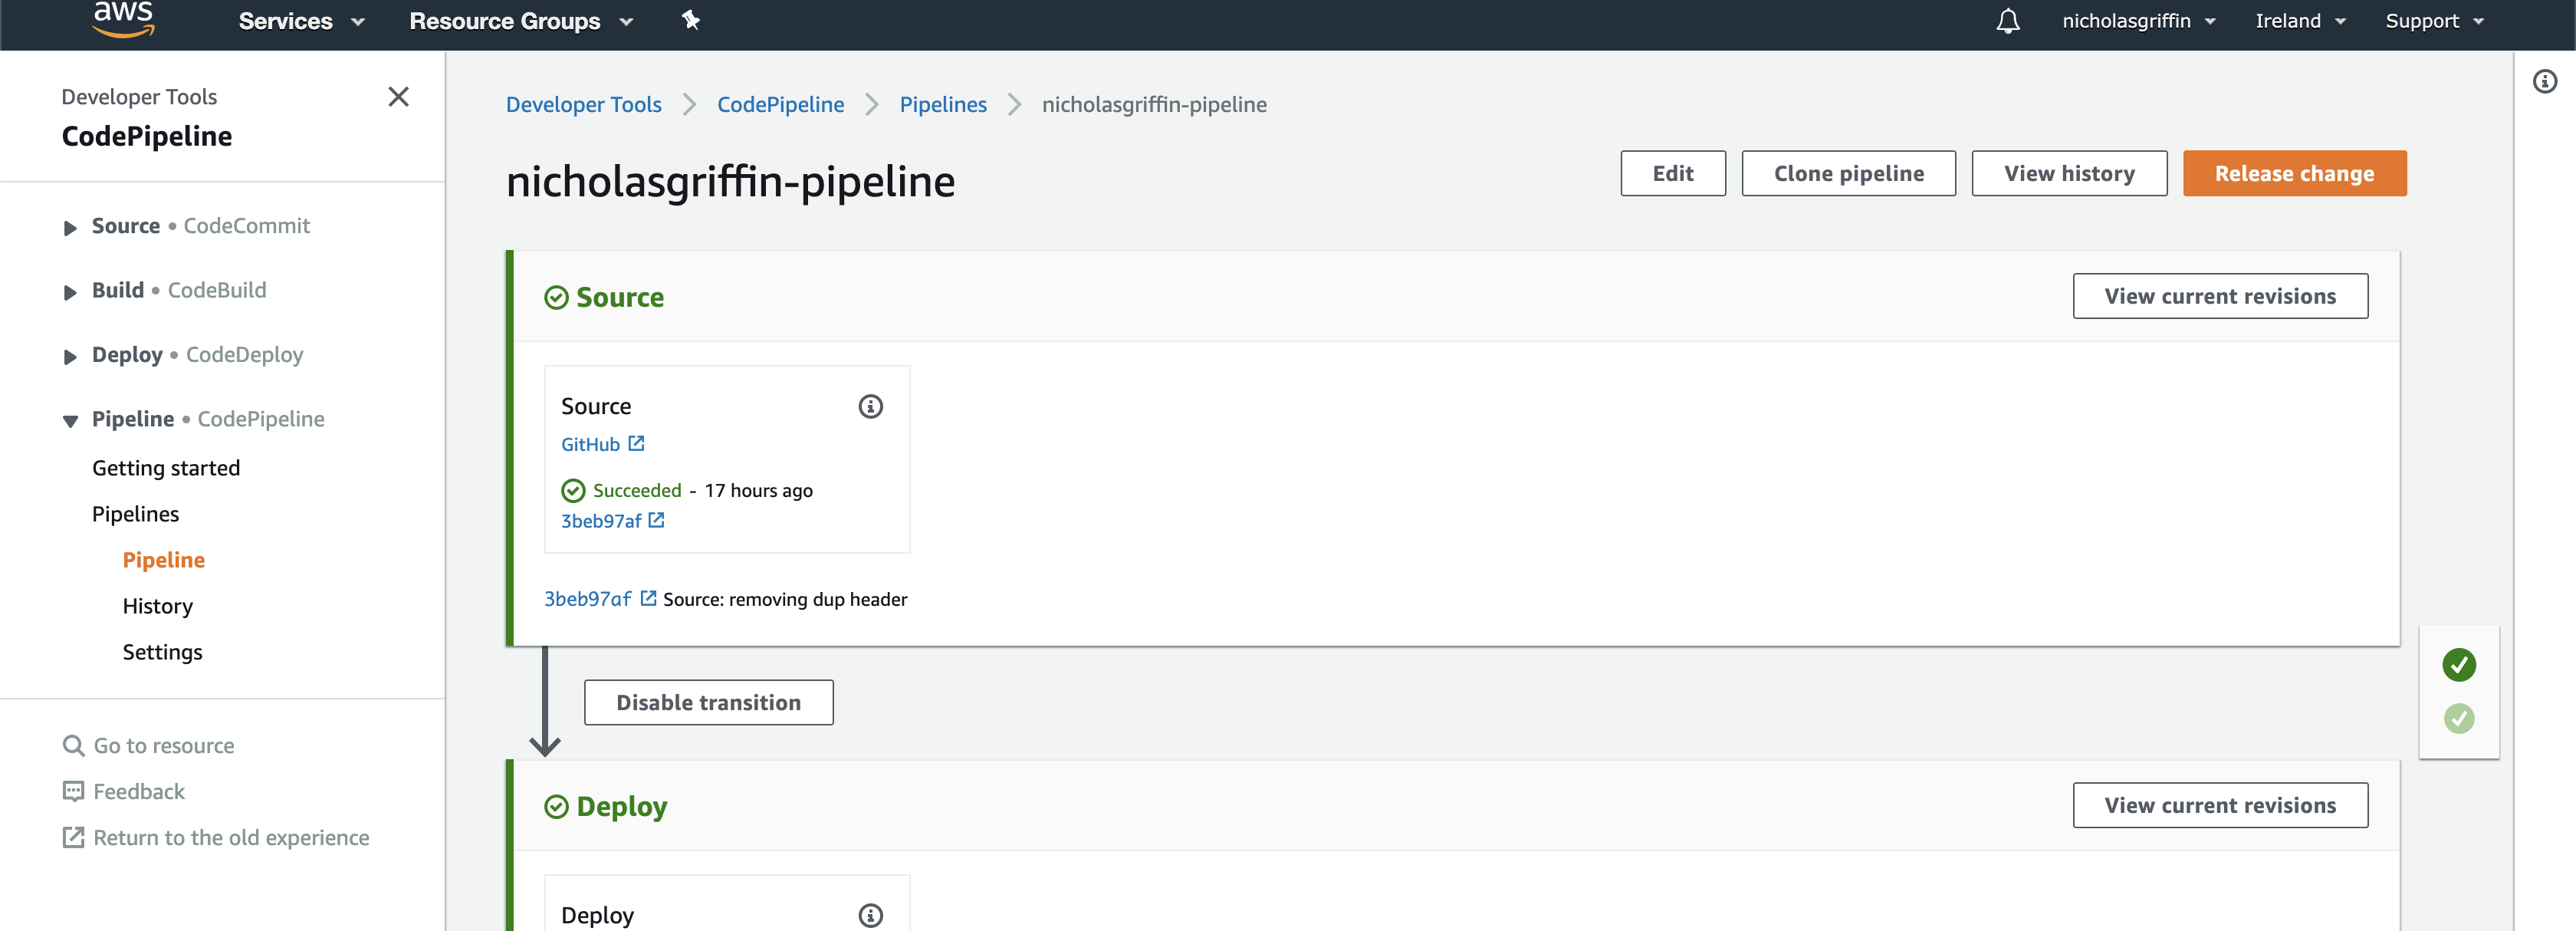 aws Services Resource Groups nicholasgriffin Ireland Support
Developer Tools
CodePipeline
Source • CodeCommit
Build • CodeBuild
Deploy • CodeDeploy
Pipeline • CodePipeline
Getting started
Pipelines
Pipeline
History
Settings
Go to resource
Feedback
Return to the old experience
Developer Tools CodePipeline Pipelines nicholasgriffin-pipeline
nicholasgriffin-pipeline
Edit Clone pipeline View history Release change
Source View current revisions
Source
GitHub
Succeeded - 17 hours ago
3beb97af
3beb97af Source: removing dup header
Disable transition
Deploy View current revisions
Deploy